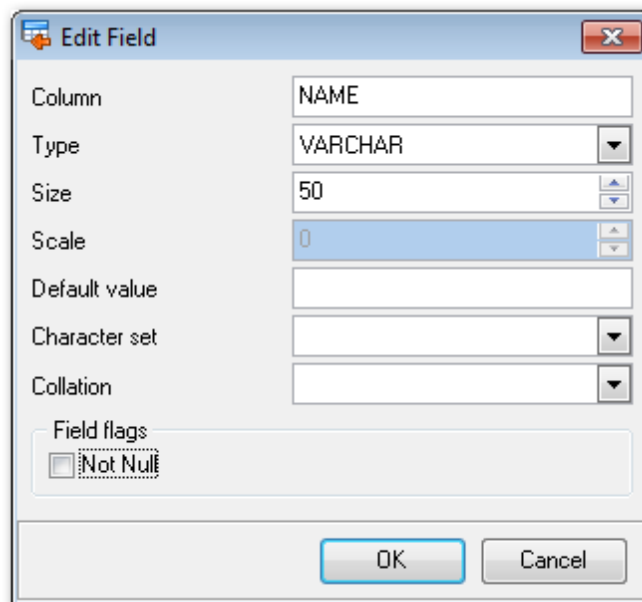 Edit Field
Column NAME
Type VARCHAR
Size 50
Scale 0
Default value
Character set
Collation
Field flags
Not Null
OK Cancel